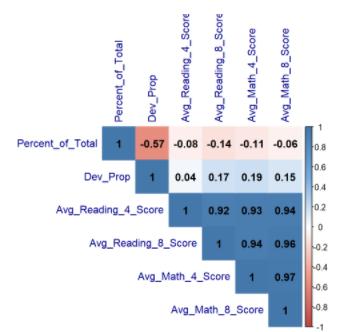 Percent_of_Total
Dev_Prop
Avg_Reading_4_Score
Avg_Reading_8_Score
Avg_Math_4_Score
Avg_Math_8_Score
Percent_of_Total 1 -0.57 -0.08 -0.14 -0.11 -0.06
Dev_Prop 1 0.04 0.17 0.19 0.15
Avg_Reading_4_Score 1 0.92 0.93 0.94
Avg_Reading_8_Score 1 0.94 0.96
Avg_Math_4_Score 1 0.97
Avg_Math_8_Score 1
1
0.8
0.6
0.4
0.2
0
-0.2
-0.4
-0.6
-0.8
-1